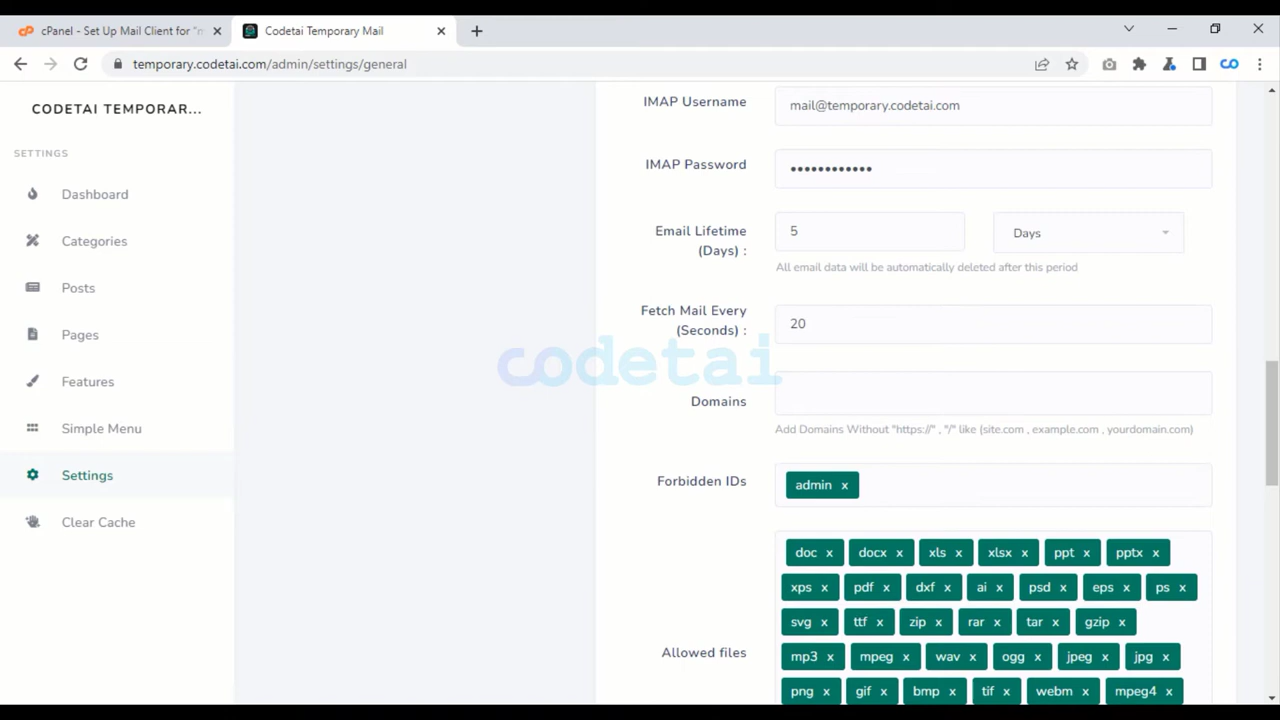 cPanel - Set Up Mail Client for "m
Codetai Temporary Mail
temporary.codetai.com/admin/settings/general
CODETAI TEMPORAR...
SETTINGS
Dashboard
Categories
Posts
Pages
Features
Simple Menu
Settings
Clear Cache
IMAP Username
mail@temporary.codetai.com
IMAP Password
••••••••••••
Email Lifetime
(Days) :
5
Days
All email data will be automatically deleted after this period
Fetch Mail Every
(Seconds) :
20
codetai
Domains
Add Domains Without "https://" , "/" like (site.com , example.com , yourdomain.com)
Forbidden IDs
admin x
Allowed files
doc x docx x xls x xlsx x ppt x pptx x
xps x pdf x dxf x ai x psd x eps x ps x
svg x ttf x zip x rar x tar x gzip x
mp3 x mpeg x wav x ogg x jpeg x jpg x
png x gif x bmp x tif x webm x mpeg4 x